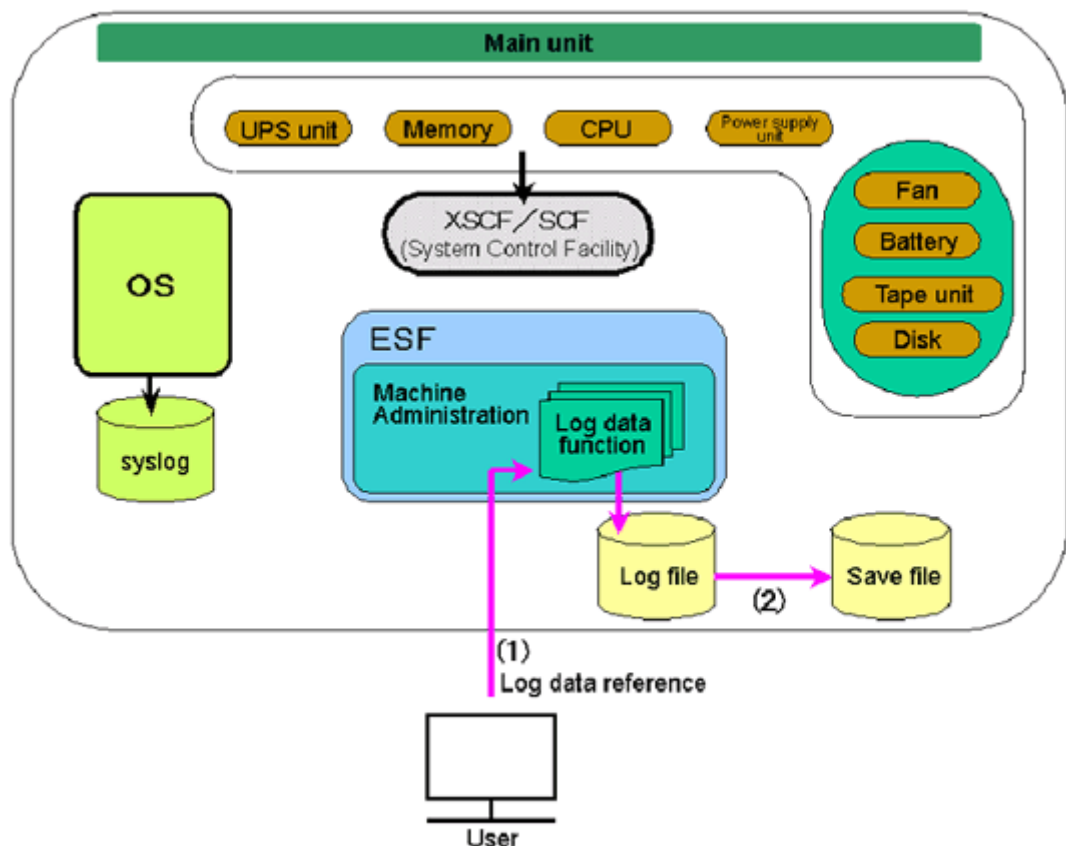 Main unit
UPS unit
Memory
CPU
Power supply
unit
Fan
Battery
Tape unit
Disk
XSCF／SCF
(System Control Facility)
OS
syslog
ESF
Machine
Administration
Log data
function
Log file
Save file
(2)
(1)
Log data reference
User